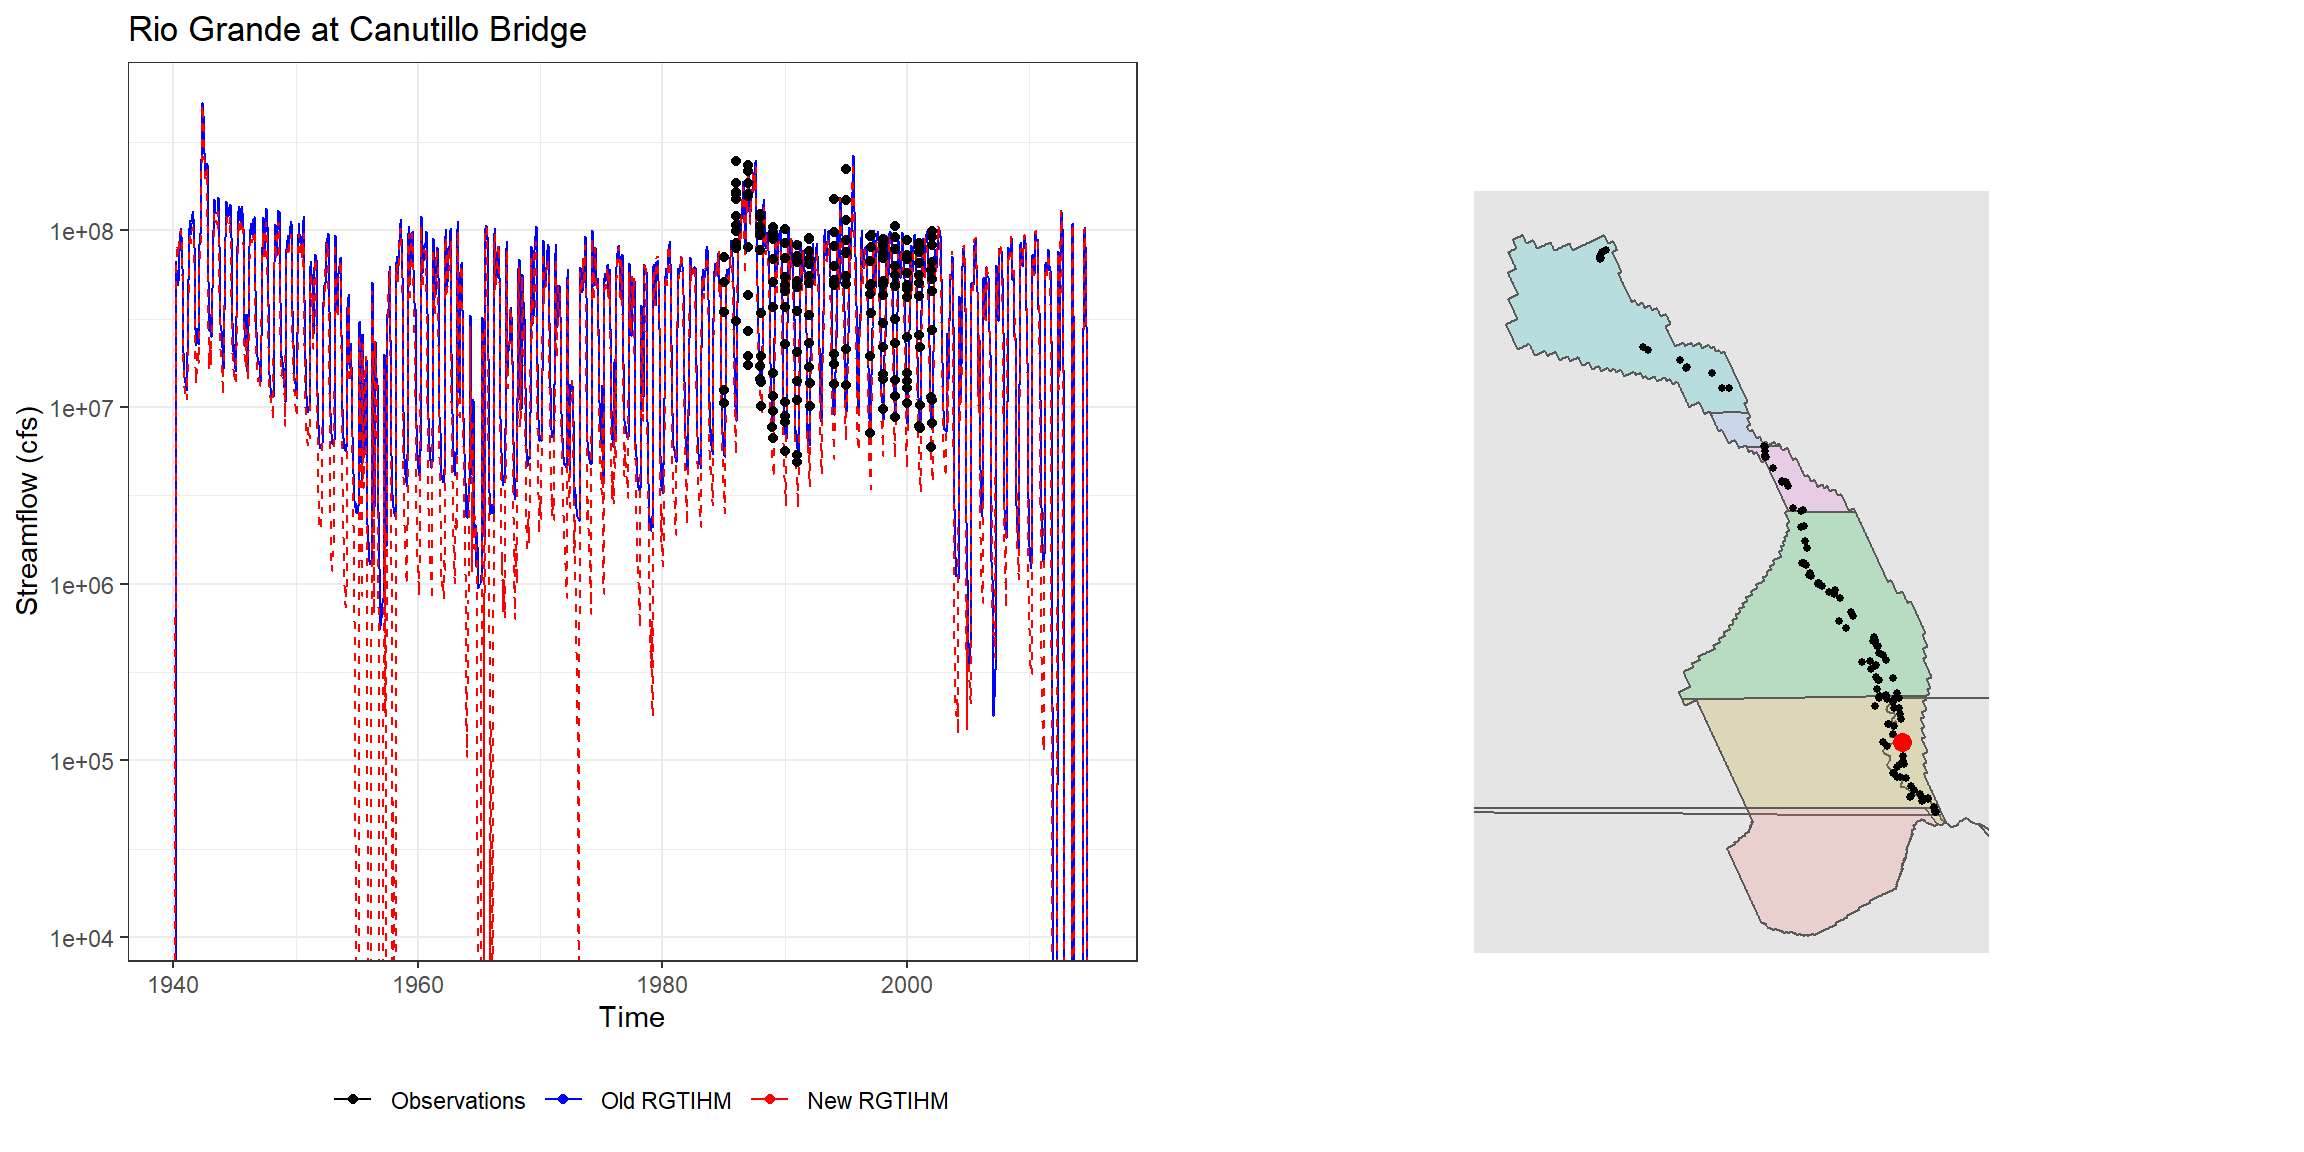 Rio Grande at Canutillo Bridge
Streamflow (cfs)
1e+08
1e+07
1e+06
1e+05
1e+04
1940 1960 1980 2000
Time
Observations Old RGTIHM New RGTIHM